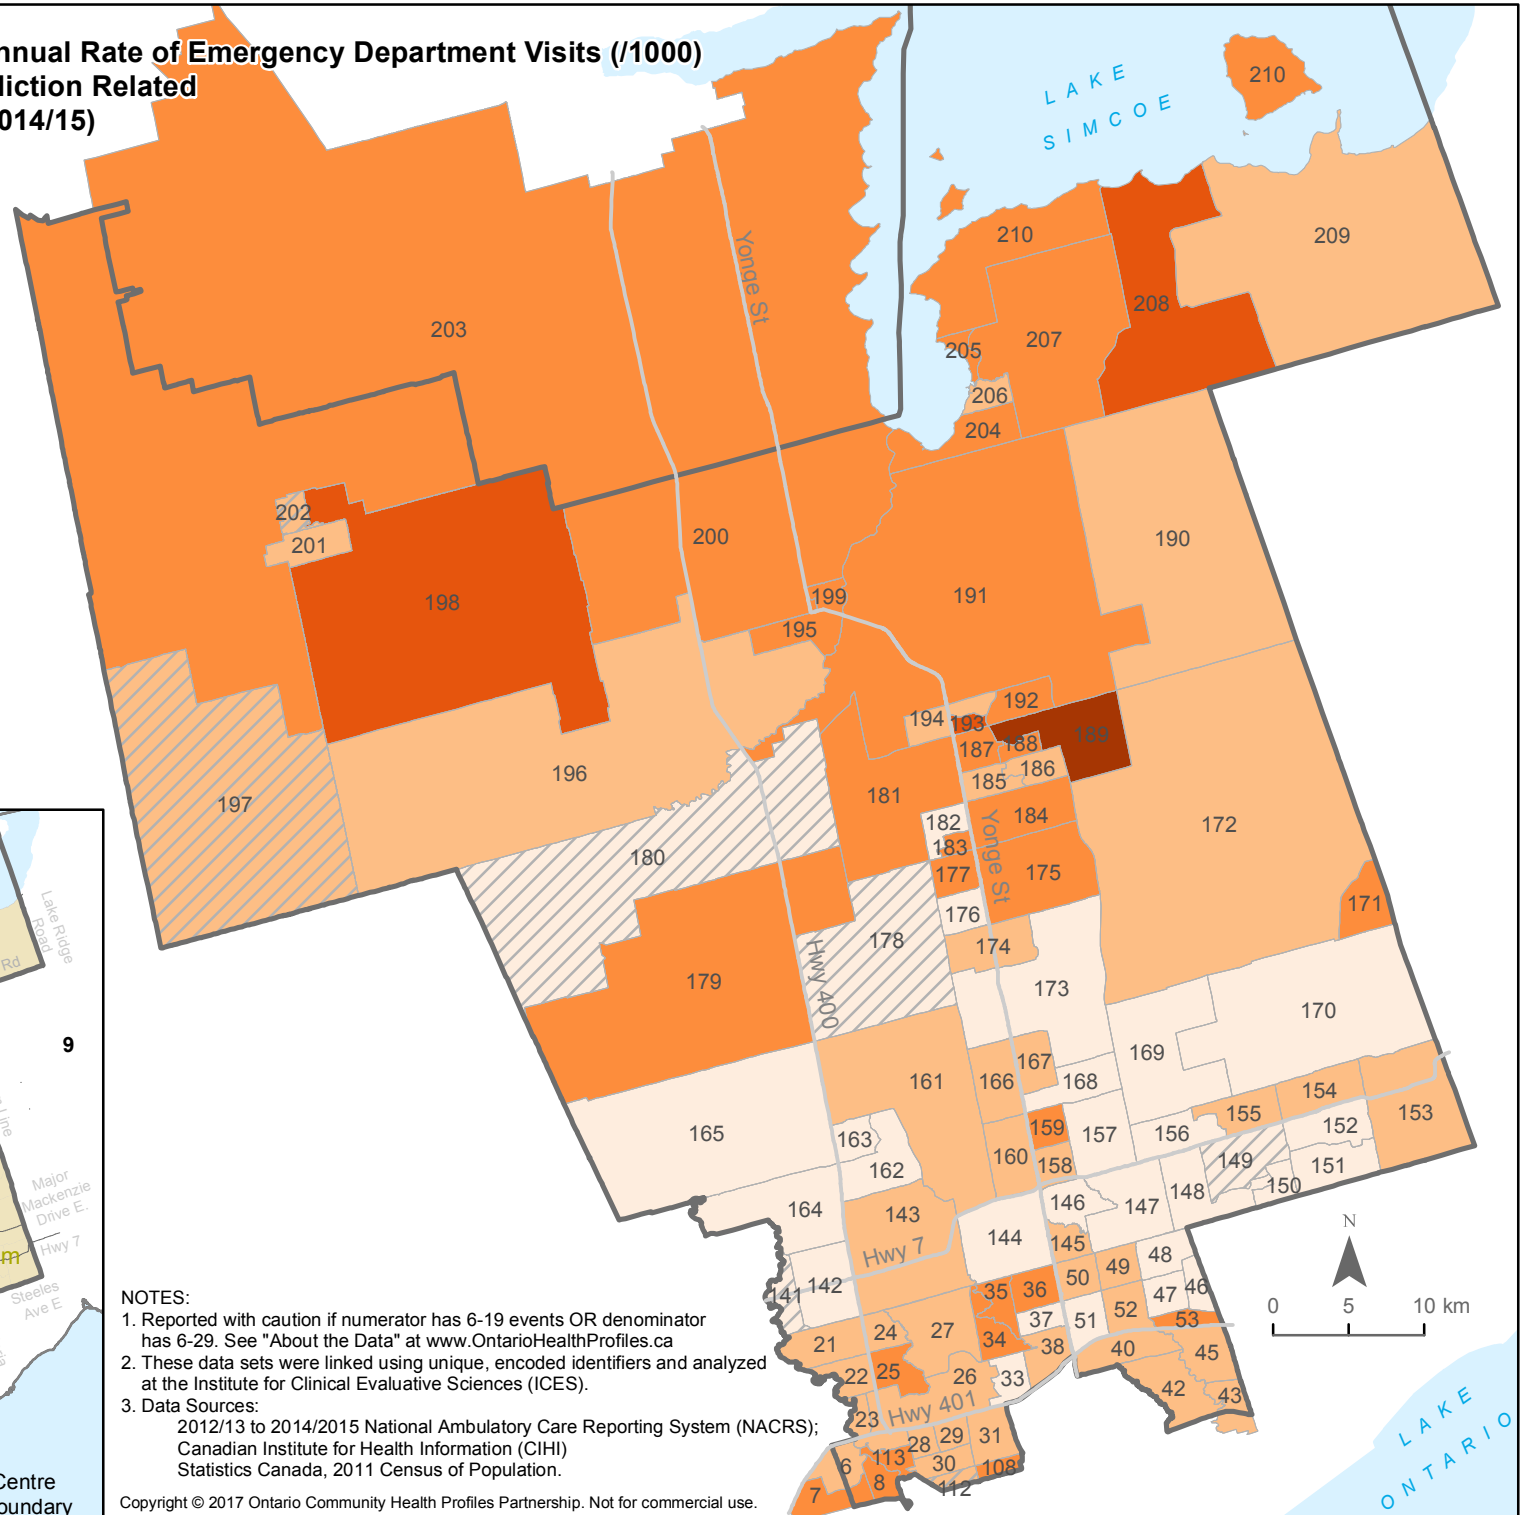 nnual Rate of Emergency Department Visits (/1000)
diction Related
014/15)
LAKE
SIMCOE
210
209
210
208
207
205
206
204
203
Yonge St
202
201
200
190
191
198
199
195
192
194
193
189
187
188
186
185
196
197
181
184
182
Yonge St
183
172
180
177
175
176
171
178
174
179
Hwy 400
173
170
169
167
161
166
168
154
155
153
165
163
159
157
156
152
162
160
158
149
151
150
148
147
146
164
143
144
145
Hwy 7
142
141
50
49
48
46
47
35
36
37
51
52
53
34
38
40
45
42
43
21
24
27
22
25
26
33
23
Hwy 401
28
29
31
30
6
113
8
108
112
7
N
0 5 10 km
LAKE
ONTARIO
Lake Ridge
Road
Rd
9
Line
Major
Mackenzie
Drive E.
Hwy 7
m
Steeles
Ave E
ria
Centre
oundary
NOTES:
1. Reported with caution if numerator has 6-19 events OR denominator
has 6-29. See "About the Data" at www.OntarioHealthProfiles.ca
2. These data sets were linked using unique, encoded identifiers and analyzed
at the Institute for Clinical Evaluative Sciences (ICES).
3. Data Sources:
2012/13 to 2014/2015 National Ambulatory Care Reporting System (NACRS);
Canadian Institute for Health Information (CIHI)
Statistics Canada, 2011 Census of Population.
Copyright © 2017 Ontario Community Health Profiles Partnership. Not for commercial use.